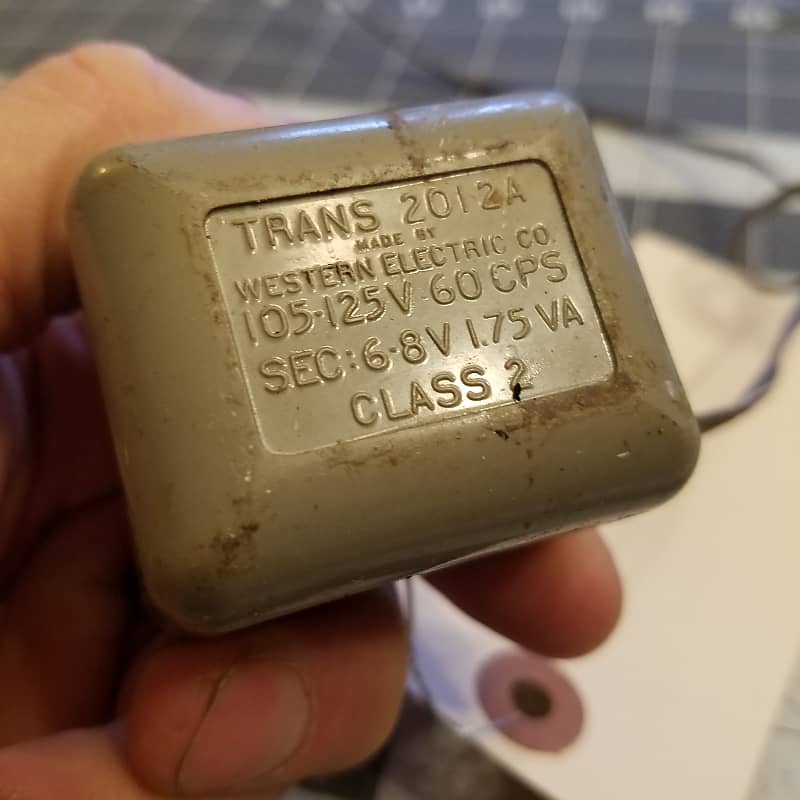 TRANS 2012A
MADE BY
WESTERN ELECTRIC CO.
105-125V 60 CPS
SEC: 6-8V 1.75 VA
CLASS 2